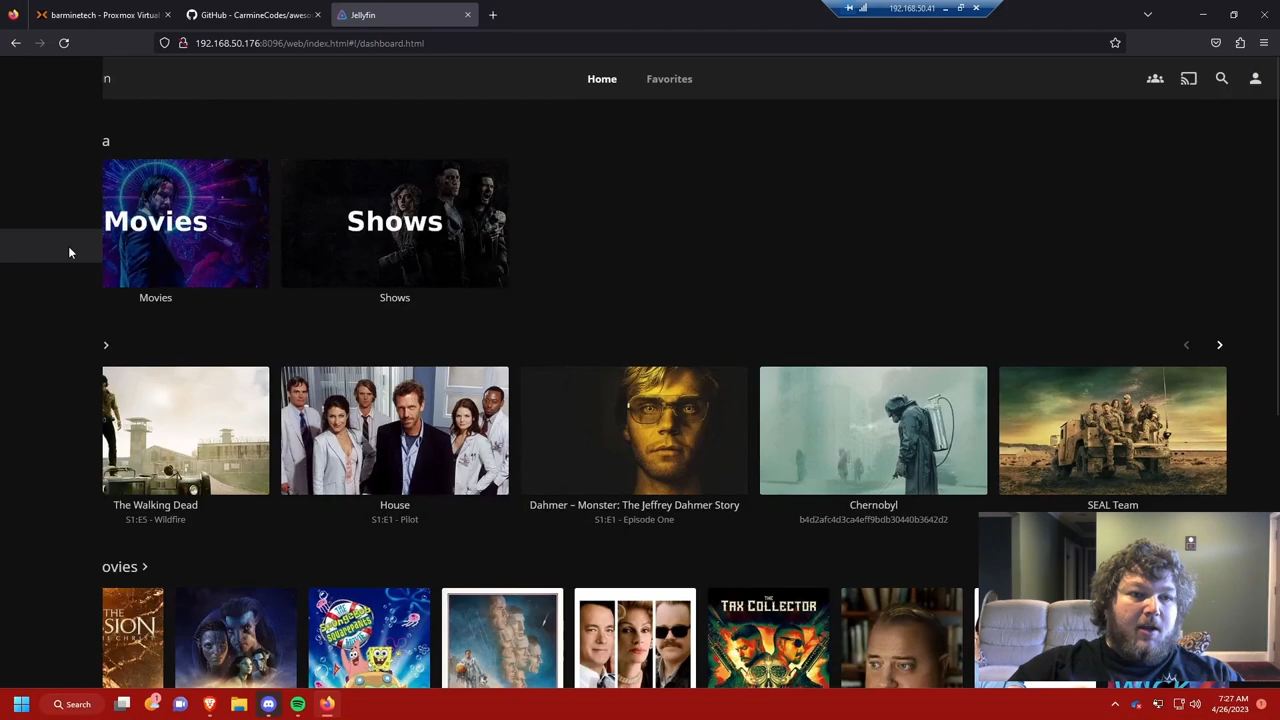 barminetech - Proxmox Virtual
GitHub - CarmineCodes/aweso
Jellyfin
192.168.50.41
192.168.50.176:8096/web/index.html#!/dashboard.html
n
Home
Favorites
a
Movies
Shows
Movies
Shows
The Walking Dead
S1:E5 - Wildfire
House
S1:E1 - Pilot
Dahmer – Monster: The Jeffrey Dahmer Story
S1:E1 - Episode One
Chernobyl
b4d2afc4d3ca4eff9bdb30440b3642d2
SEAL Team
ovies
THE
TAX COLLECTOR
Search
7:27 AM
4/26/2023